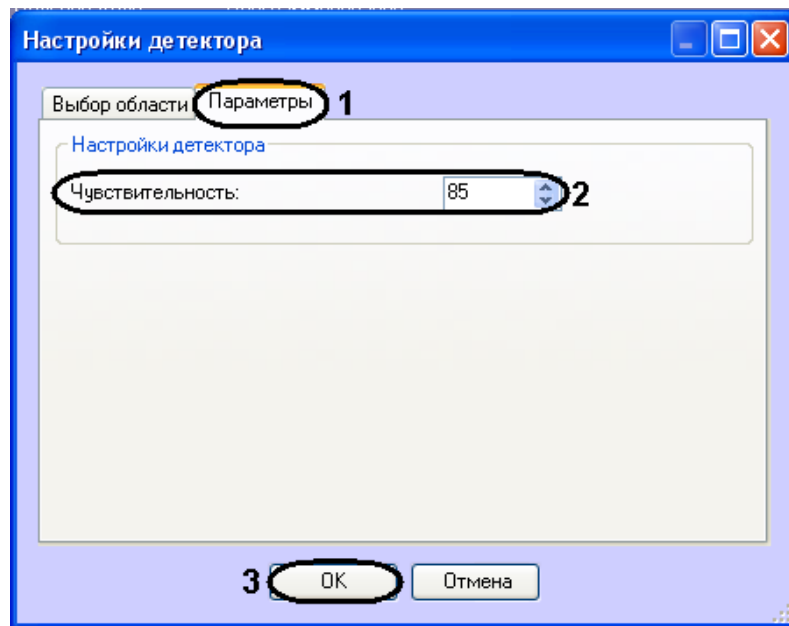 Настройки детектора
Выбор области Параметры 1
Настройки детектора
Чувствительность: 85 2
3 OK Отмена